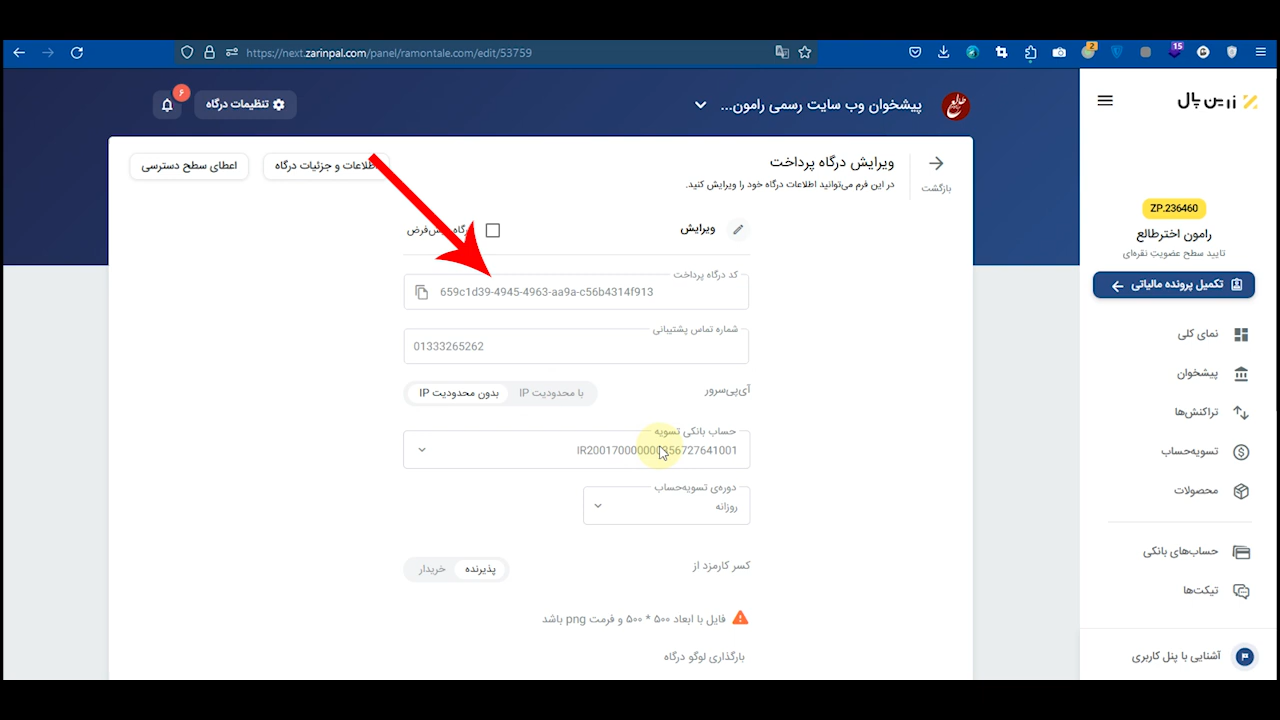 https://next.zarinpal.com/panel/ramontale.com/edit/53759
2
15
زرین پال
پیشخوان وب سایت رسمی رامون...
تنظیمات درگاه
۶
ویرایش درگاه پرداخت
در این فرم می‌توانید اطلاعات درگاه خود را ویرایش کنید.
بازگشت
اطلاعات و جزئیات درگاه
اعطای سطح دسترسی
ویرایش
کد درگاه پرداخت
659c1d39-4945-4963-aa9a-c56b4314f913
شماره تماس پشتیبانی
01333265262
آی‌پی‌سرور
با محدودیت IP
بدون محدودیت IP
حساب بانکی تسویه
دوره‌ی تسویه‌حساب
روزانه
کسر کارمزد از
پذیرنده
خریدار
فایل با ابعاد ۵۰۰ * ۵۰۰ و فرمت png باشد
بارگذاری لوگو درگاه
ZP.236460
رامون اخترطالع
تایید سطح عضویتِ نقره‌ای
تکمیل پرونده مالیاتی
نمای کلی
پیشخوان
تراکنش‌ها
تسویه‌حساب
محصولات
حساب‌های بانکی
تیکت‌ها
آشنایی با پنل کاربری